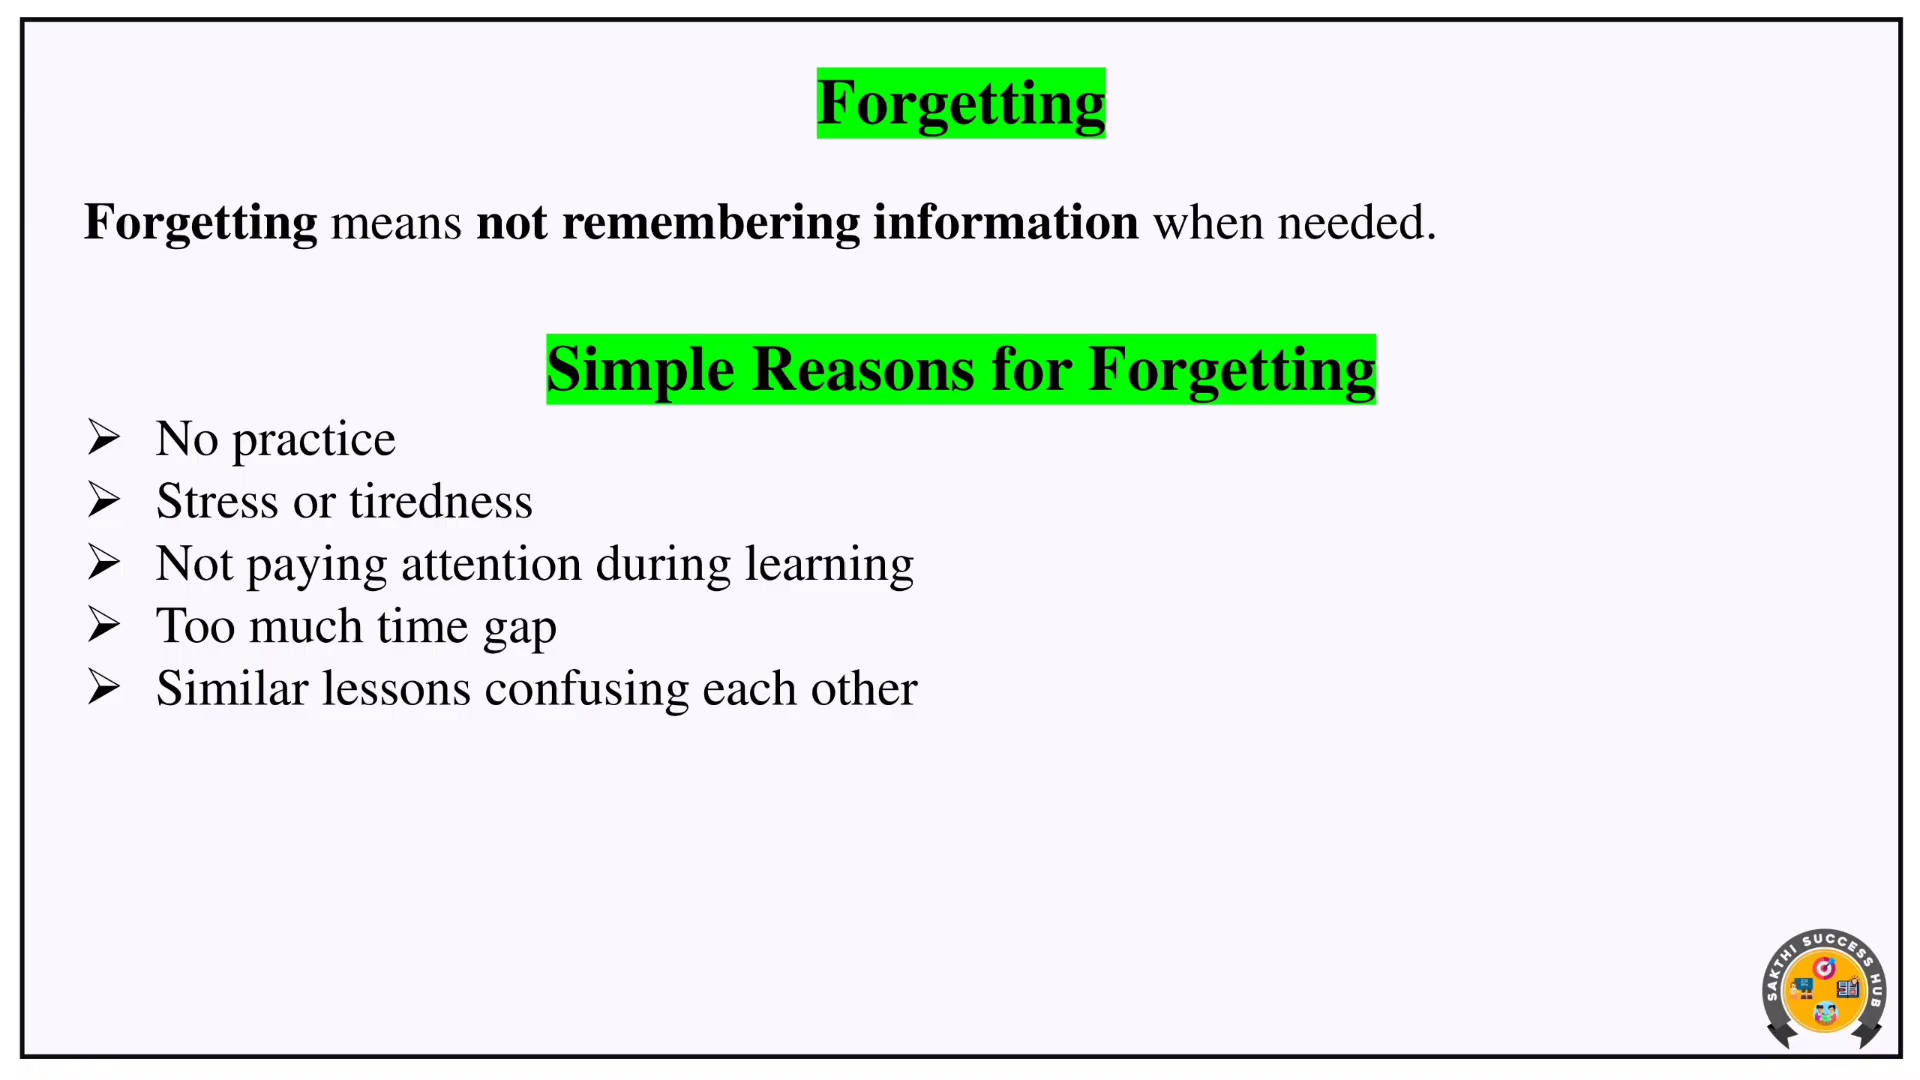 Forgetting
Forgetting means not remembering information when needed.
Simple Reasons for Forgetting
➢ No practice
➢ Stress or tiredness
➢ Not paying attention during learning
➢ Too much time gap
➢ Similar lessons confusing each other
SAKTHI SUCCESS HUB